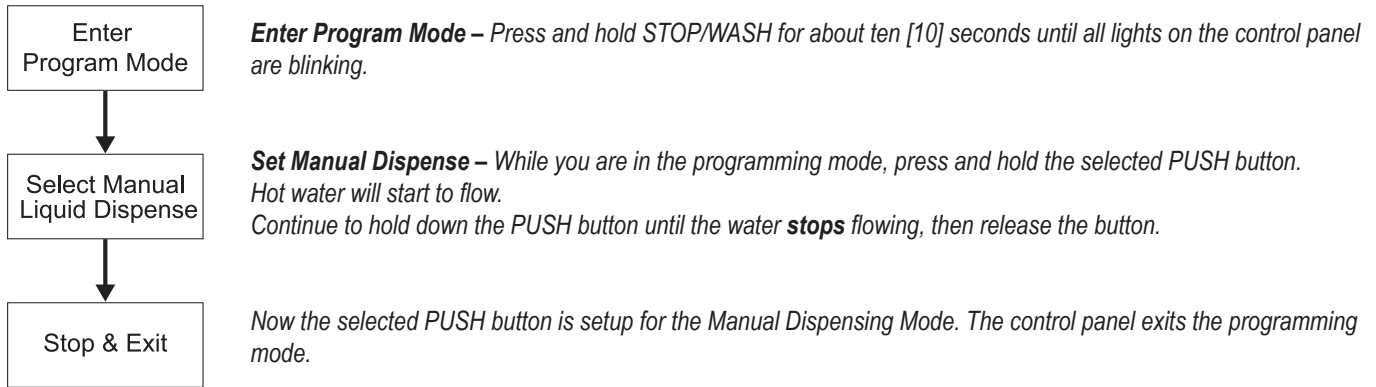 Enter
Program Mode
Enter Program Mode – Press and hold STOP/WASH for about ten [10] seconds until all lights on the control panel
are blinking.
Select Manual
Liquid Dispense
Set Manual Dispense – While you are in the programming mode, press and hold the selected PUSH button.
Hot water will start to flow.
Continue to hold down the PUSH button until the water stops flowing, then release the button.
Stop & Exit
Now the selected PUSH button is setup for the Manual Dispensing Mode. The control panel exits the programming
mode.